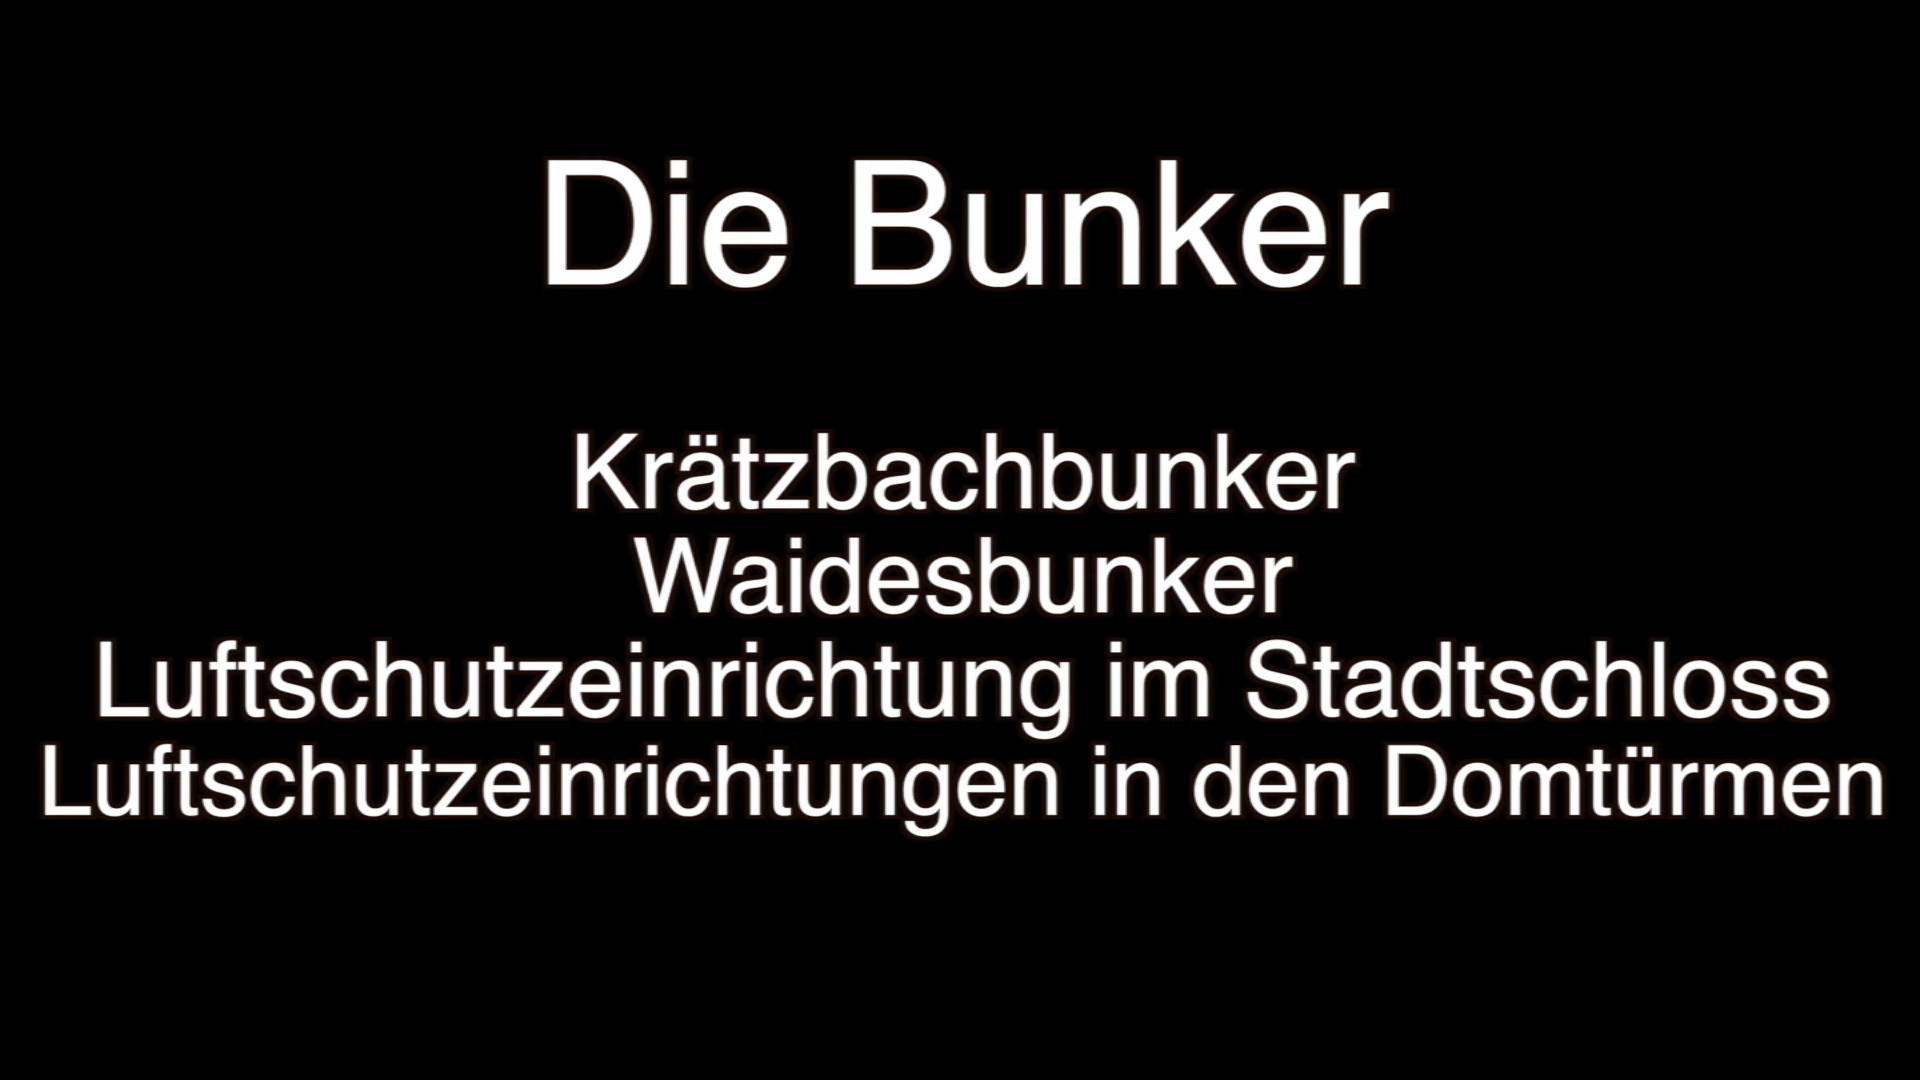 Die Bunker
Krätzbachbunker
Waidesbunker
Luftschutzeinrichtung im Stadtschloss
Luftschutzeinrichtungen in den Domtürmen